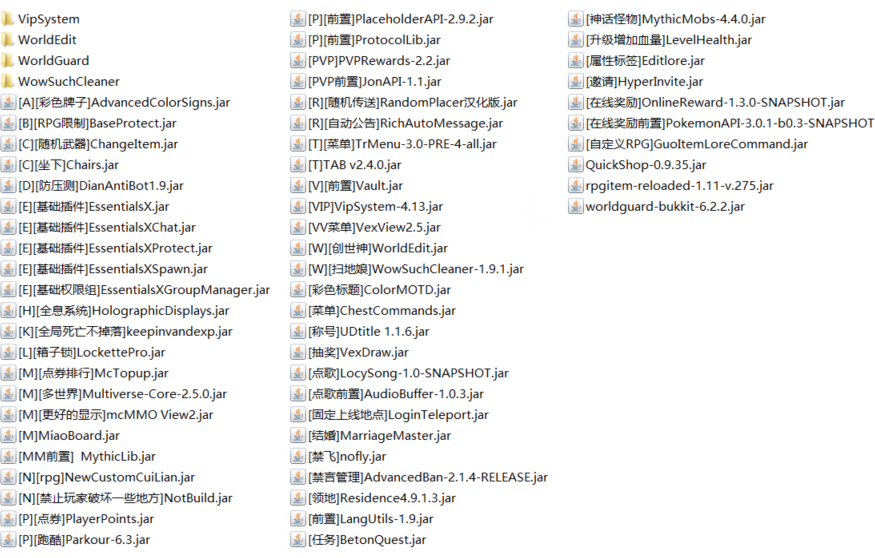 VipSystem
WorldEdit
WorldGuard
WowSuchCleaner
[A][彩色牌子]AdvancedColorSigns.jar
[B][RPG限制]BaseProtect.jar
[C][随机武器]ChangeItem.jar
[C][坐下]Chairs.jar
[D][防压测]DianAntiBot1.9.jar
[E][基础插件]EssentialsX.jar
[E][基础插件]EssentialsXChat.jar
[E][基础插件]EssentialsXProtect.jar
[E][基础插件]EssentialsXSpawn.jar
[E][基础权限组]EssentialsXGroupManager.jar
[H][全息系统]HolographicDisplays.jar
[K][全局死亡不掉落]keepinvandexp.jar
[L][箱子锁]LockettePro.jar
[M][点券排行]McTopup.jar
[M][多世界]Multiverse-Core-2.5.0.jar
[M][更好的显示]mcMMO View2.jar
[M]MiaoBoard.jar
[MM前置] MythicLib.jar
[N][rpg]NewCustomCuiLian.jar
[N][禁止玩家破坏一些地方]NotBuild.jar
[P][点券]PlayerPoints.jar
[P][跑酷]Parkour-6.3.jar
[P][前置]PlaceholderAPI-2.9.2.jar
[P][前置]ProtocolLib.jar
[PVP]PVPRewards-2.2.jar
[PVP前置]JonAPI-1.1.jar
[R][随机传送]RandomPlacer汉化版.jar
[R][自动公告]RichAutoMessage.jar
[T][菜单]TrMenu-3.0-PRE-4-all.jar
[T]TAB v2.4.0.jar
[V][前置]Vault.jar
[VIP]VipSystem-4.13.jar
[VV菜单]VexView2.5.jar
[W][创世神]WorldEdit.jar
[W][扫地娘]WowSuchCleaner-1.9.1.jar
[彩色标题]ColorMOTD.jar
[菜单]ChestCommands.jar
[称号]UDtitle 1.1.6.jar
[抽奖]VexDraw.jar
[点歌]LocySong-1.0-SNAPSHOT.jar
[点歌前置]AudioBuffer-1.0.3.jar
[固定上线地点]LoginTeleport.jar
[结婚]MarriageMaster.jar
[禁飞]nofly.jar
[禁言管理]AdvancedBan-2.1.4-RELEASE.jar
[领地]Residence4.9.1.3.jar
[前置]LangUtils-1.9.jar
[任务]BetonQuest.jar
[神话怪物]MythicMobs-4.4.0.jar
[升级增加血量]LevelHealth.jar
[属性标签]Editlore.jar
[邀请]HyperInvite.jar
[在线奖励]OnlineReward-1.3.0-SNAPSHOT.jar
[在线奖励前置]PokemonAPI-3.0.1-b0.3-SNAPSHOT
[自定义RPG]GuoItemLoreCommand.jar
QuickShop-0.9.35.jar
rpgitem-reloaded-1.11-v.275.jar
worldguard-bukkit-6.2.2.jar